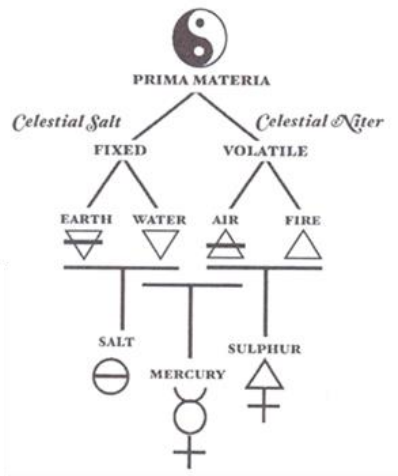 PRIMA MATERIA
Celestial Salt
Celestial Niter
FIXED
VOLATILE
EARTH
WATER
AIR
FIRE
SALT
SULPHUR
MERCURY